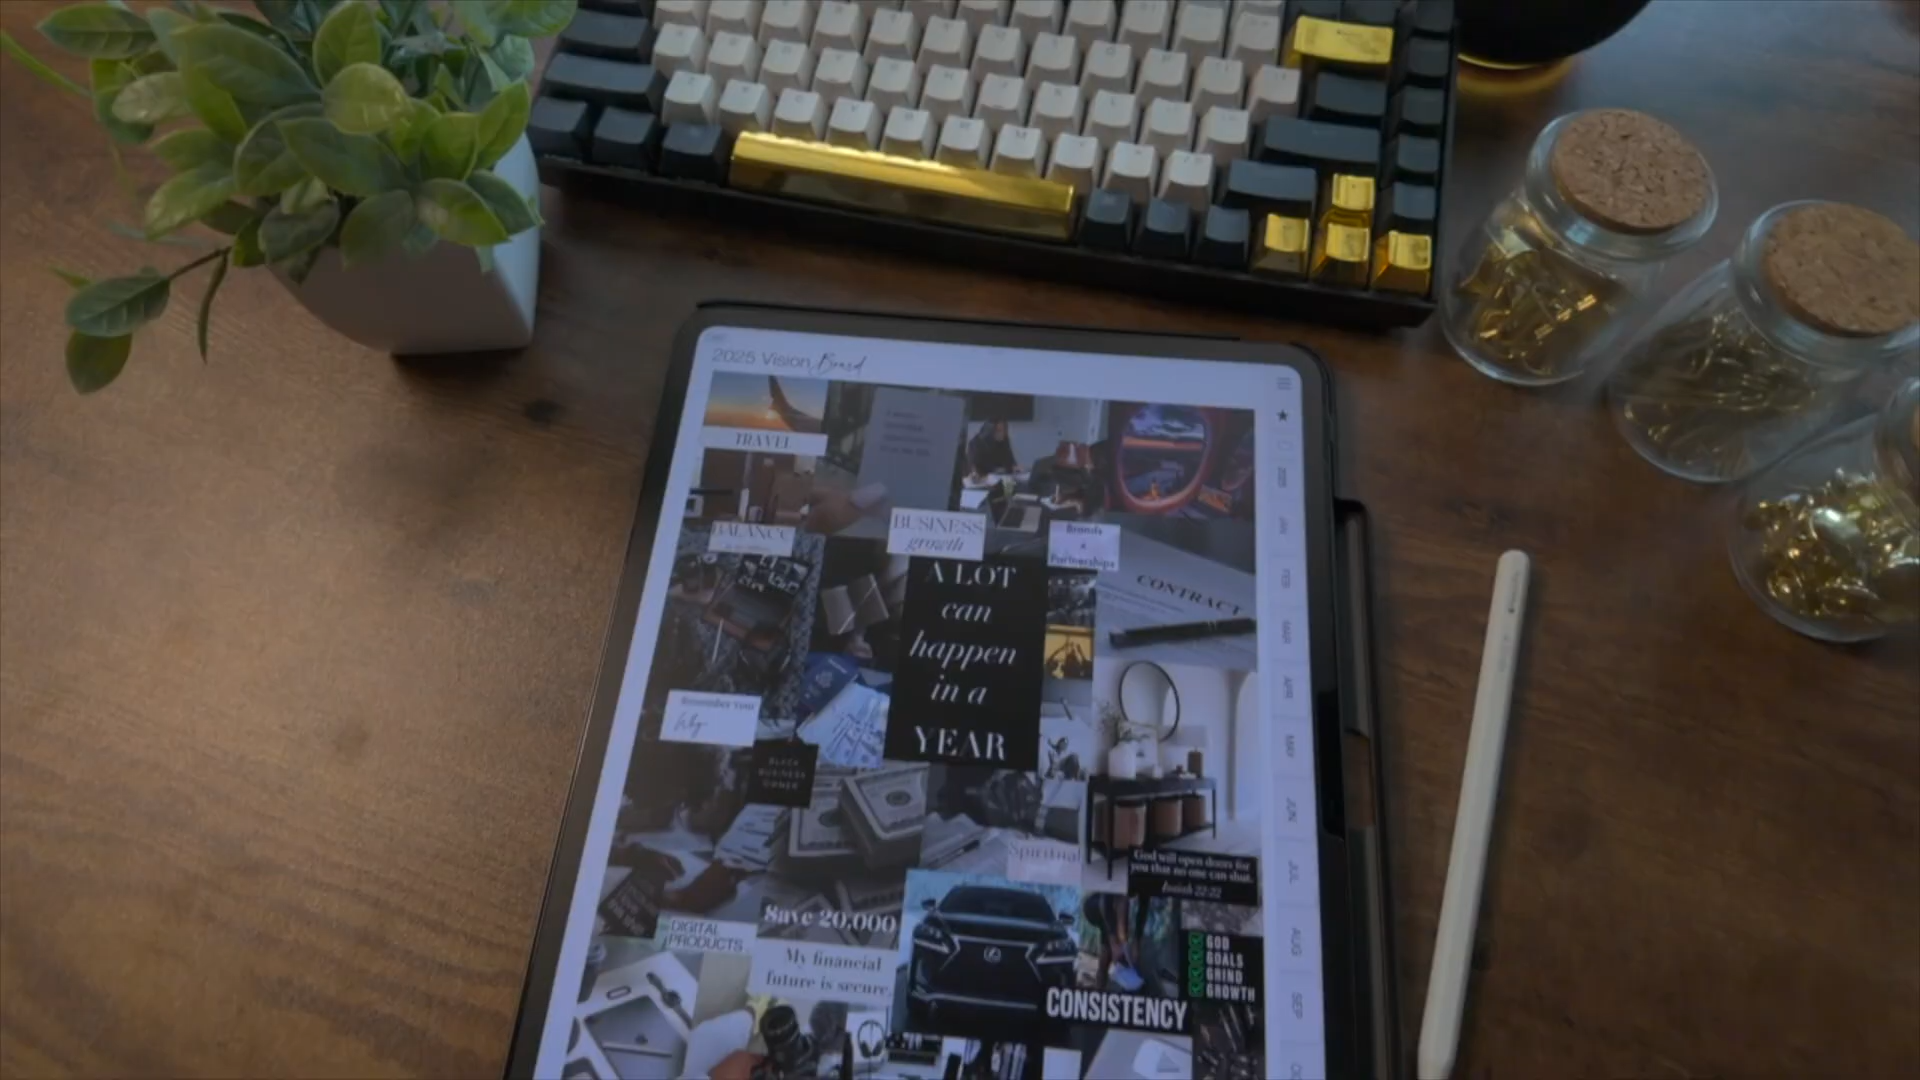 2025 Vision Board
TRAVEL
BALANCE
BUSINESS
growth
Brands
+
Partnerships
A LOT
can
happen
in a
YEAR
CONTRACT
Remember your
Why
BLACK
BUSINESS
OWNER
Spiritual
God will open doors for
you that no one can shut.
Isaiah 22:22
Save 20,000
DIGITAL
PRODUCTS
My financial
future is secure.
CONSISTENCY
GOD
GOALS
GRIND
GROWTH
2025
JAN
FEB
MAR
APR
MAY
JUN
JUL
AUG
SEP